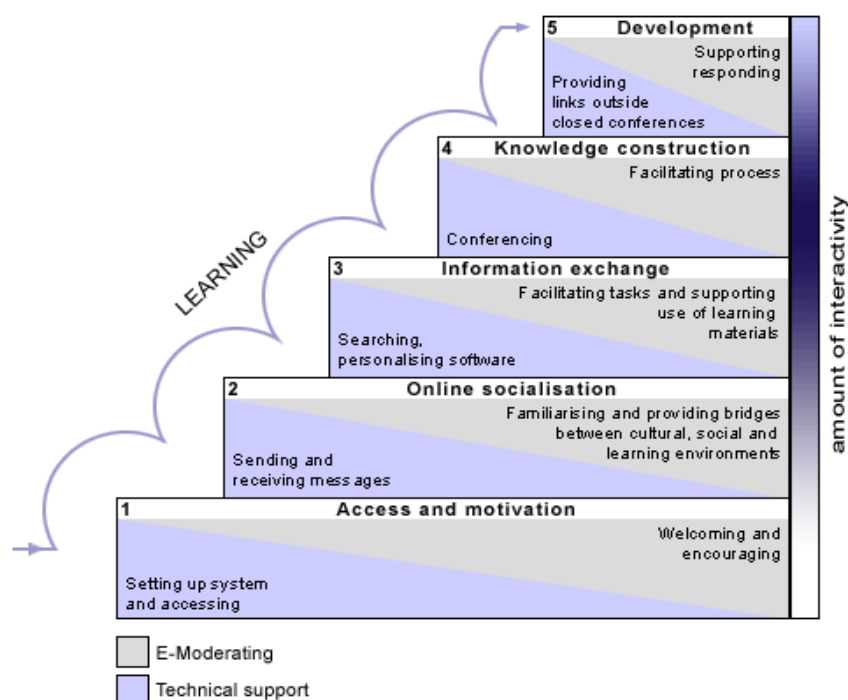 5 Development
Supporting
responding
Providing
links outside
closed conferences
4 Knowledge construction
Facilitating process
Conferencing
3 Information exchange
Facilitating tasks and supporting
use of learning
materials
Searching,
personalising software
2 Online socialisation
Familiarising and providing bridges
between cultural, social and
learning environments
Sending and
receiving messages
1 Access and motivation
Welcoming and
encouraging
Setting up system
and accessing
LEARNING
amount of interactivity
E-Moderating
Technical support